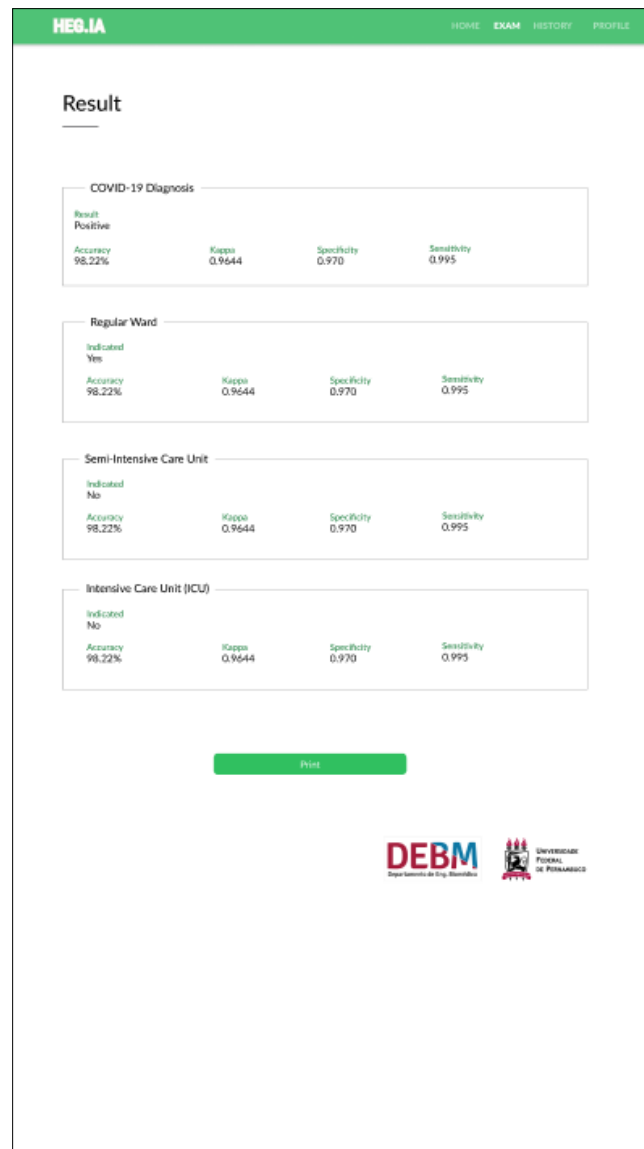 HEG.IA HOME EXAM HISTORY PROFILE
Result
COVID-19 Diagnosis
Result
Positive
Accuracy Kappa Specificity Sensitivity
98.22% 0.9644 0.970 0.995
Regular Ward
Indicated
Yes
Accuracy Kappa Specificity Sensitivity
98.22% 0.9644 0.970 0.995
Semi-Intensive Care Unit
Indicated
No
Accuracy Kappa Specificity Sensitivity
98.22% 0.9644 0.970 0.995
Intensive Care Unit (ICU)
Indicated
No
Accuracy Kappa Specificity Sensitivity
98.22% 0.9644 0.970 0.995
Print
DEBM
Departamento de Eng. Biomédica
Universidade
Federal
de Pernambuco